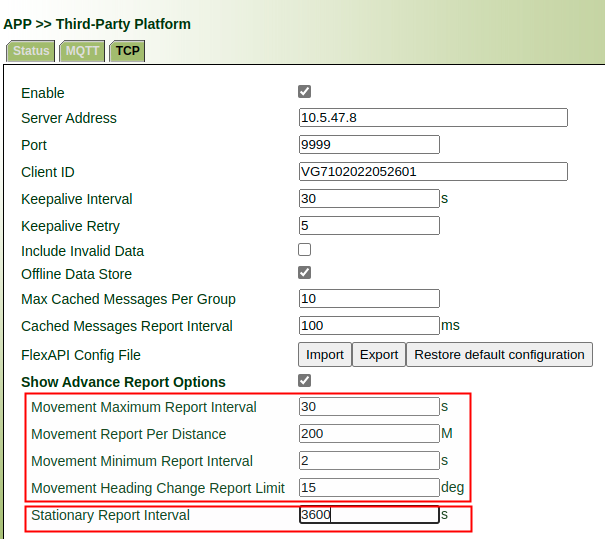 APP >> Third-Party Platform
Status MQTT TCP
Enable
Server Address 10.5.47.8
Port 9999
Client ID VG7102022052601
Keepalive Interval 30 s
Keepalive Retry 5
Include Invalid Data
Offline Data Store
Max Cached Messages Per Group 10
Cached Messages Report Interval 100 ms
FlexAPI Config File Import Export Restore default configuration
Show Advance Report Options
Movement Maximum Report Interval 30 s
Movement Report Per Distance 200 M
Movement Minimum Report Interval 2 s
Movement Heading Change Report Limit 15 deg
Stationary Report Interval 3600 s